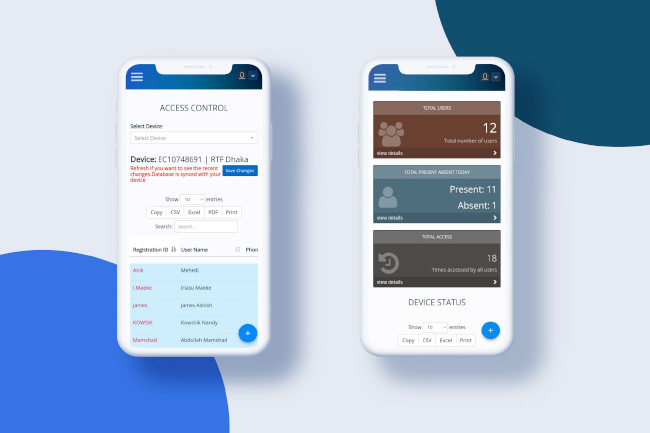 ACCESS CONTROL
Select Device:
Select Device
Device: EC10748691 | RTF Dhaka
Refresh if you want to see the recent
changes.Database is synced with your
device
Save Changes
Show 10 entries
Copy CSV Excel PDF Print
Search: Search...
Registration ID User Name Phon
Anik Mehedi
I.Maeke Iriasu Maeke
James James Ashish
KOWSIK Kowshik Nandy
Mamshad Abdullah Mamshad
+
TOTAL USERS
12
Total number of users
view details
TOTAL PRESENT ABSENT TODAY
Present: 11
Absent: 1
view details
TOTAL ACCESS
18
Times accessed by all users
view details
DEVICE STATUS
Show 10 entries
Copy CSV Excel Print
+